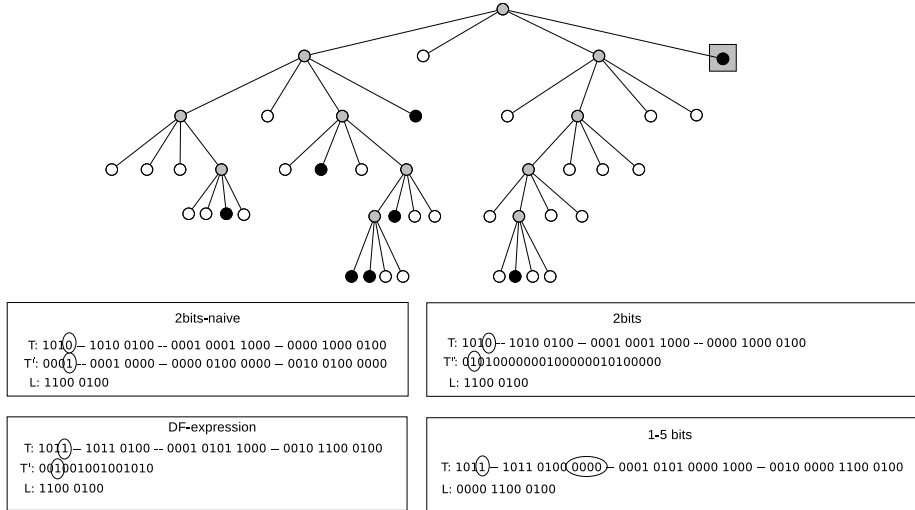 2bits-naive
T: 1010 – 1010 0100 -- 0001 0001 1000 – 0000 1000 0100
T': 0001 -- 0001 0000 – 0000 0100 0000 – 0010 0100 0000
L: 1100 0100
2bits
T: 1010 -- 1010 0100 – 0001 0001 1000 -- 0000 1000 0100
T": 010100000001000000010100000
L: 1100 0100
DF-expression
T: 1011 – 1011 0100 -- 0001 0101 1000 – 0010 1100 0100
T': 001001001001010
L: 1100 0100
1-5 bits
T: 1011 – 1011 0100 0000 – 0001 0101 0000 1000 – 0010 0000 1100 0100
L: 0000 1100 0100